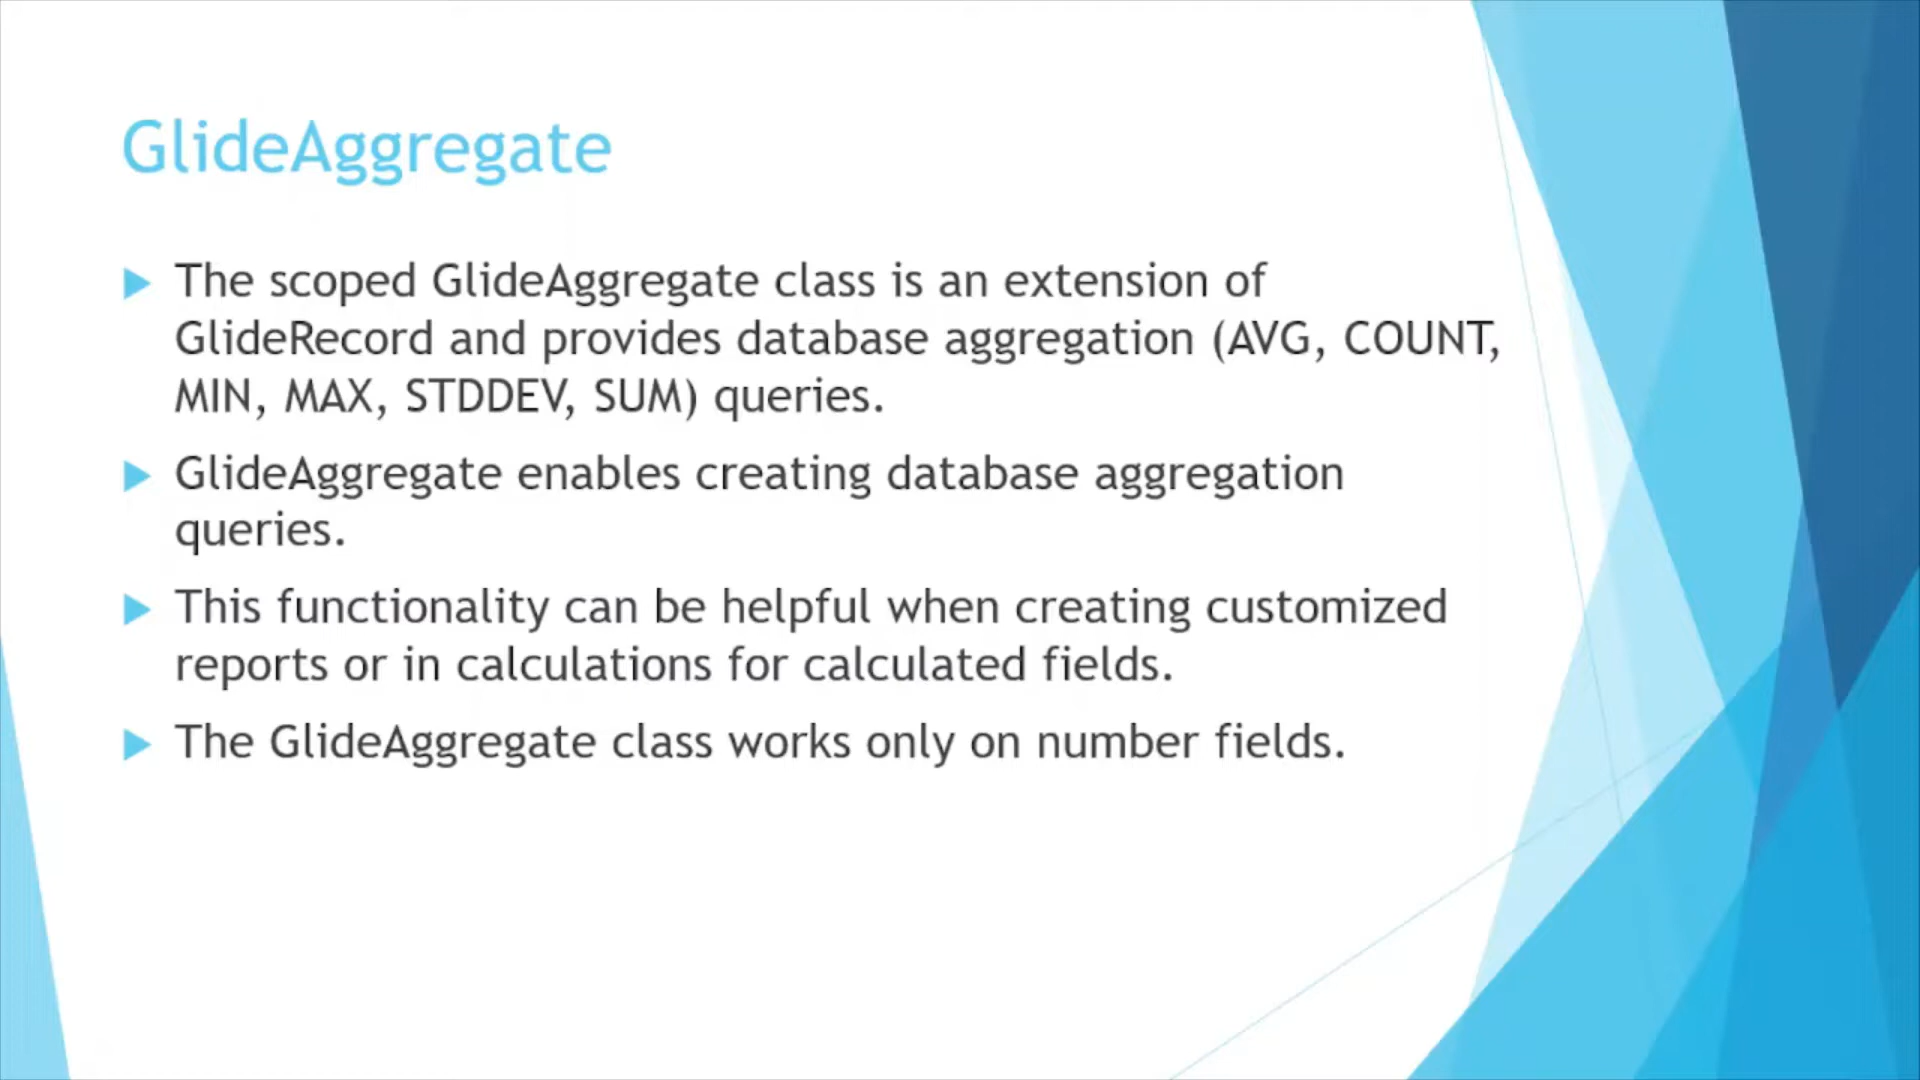 GlideAggregate
The scoped GlideAggregate class is an extension of
GlideRecord and provides database aggregation (AVG, COUNT,
MIN, MAX, STDDEV, SUM) queries.
GlideAggregate enables creating database aggregation
queries.
This functionality can be helpful when creating customized
reports or in calculations for calculated fields.
The GlideAggregate class works only on number fields.